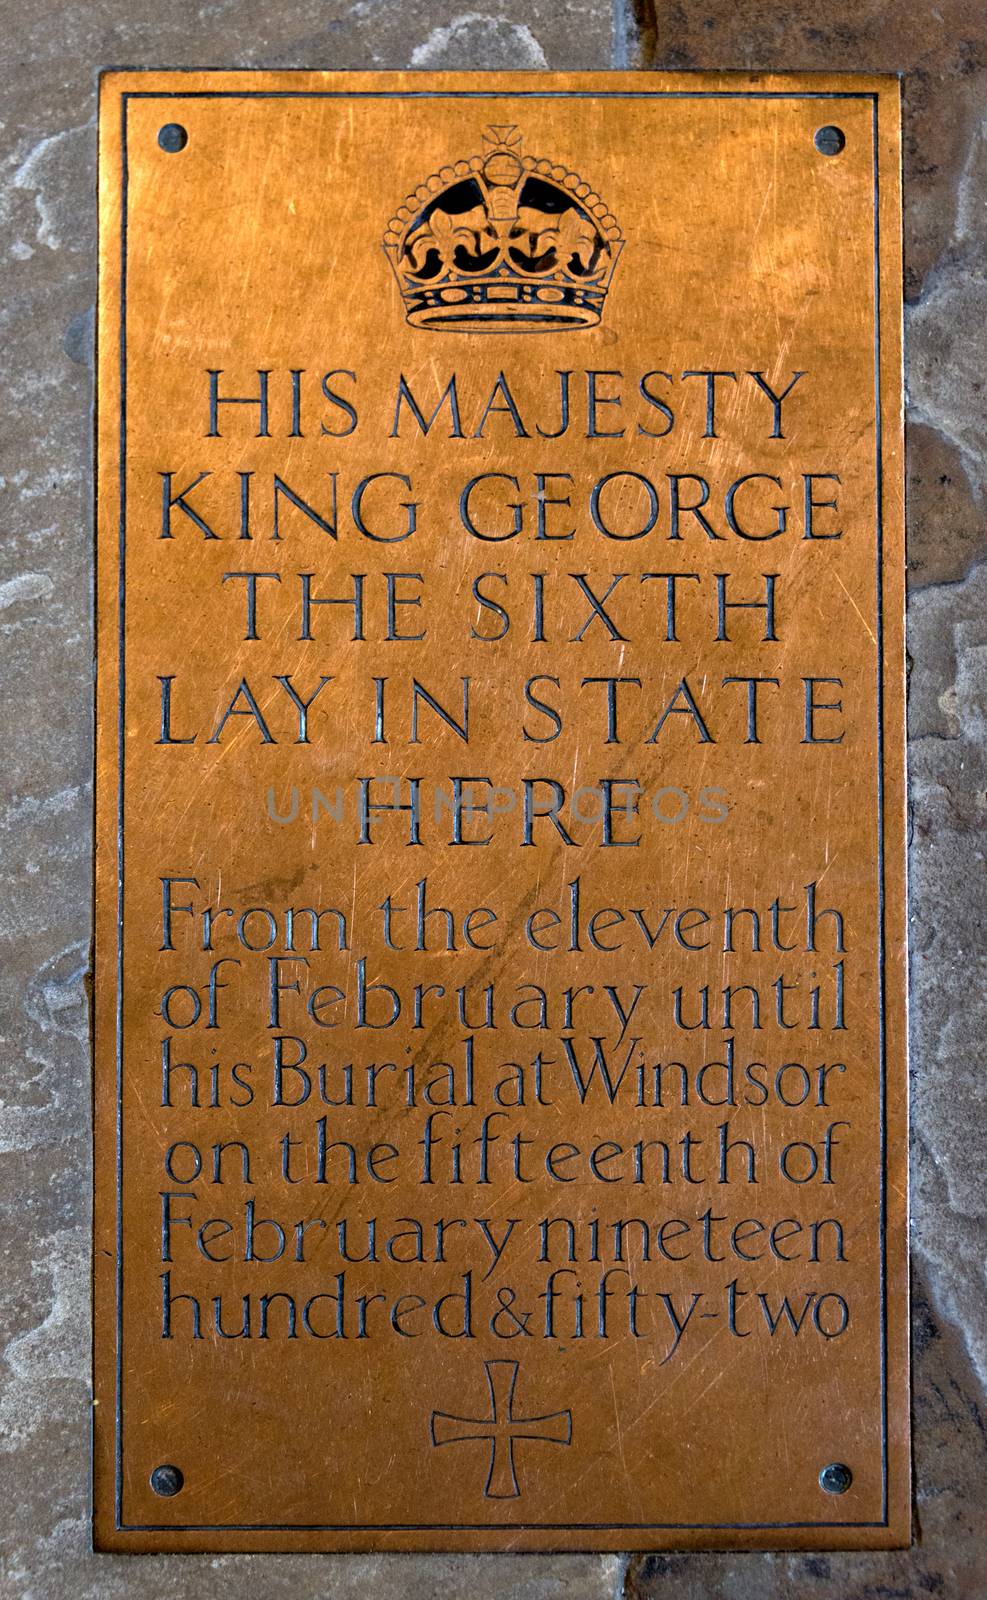 HIS MAJESTY
KING GEORGE
THE SIXTH
LAY IN STATE
HERE
UNLIMPHOTOS
From the eleventh
of February until
his Burial at Windsor
on the fifteenth of
February nineteen
hundred & fifty-two